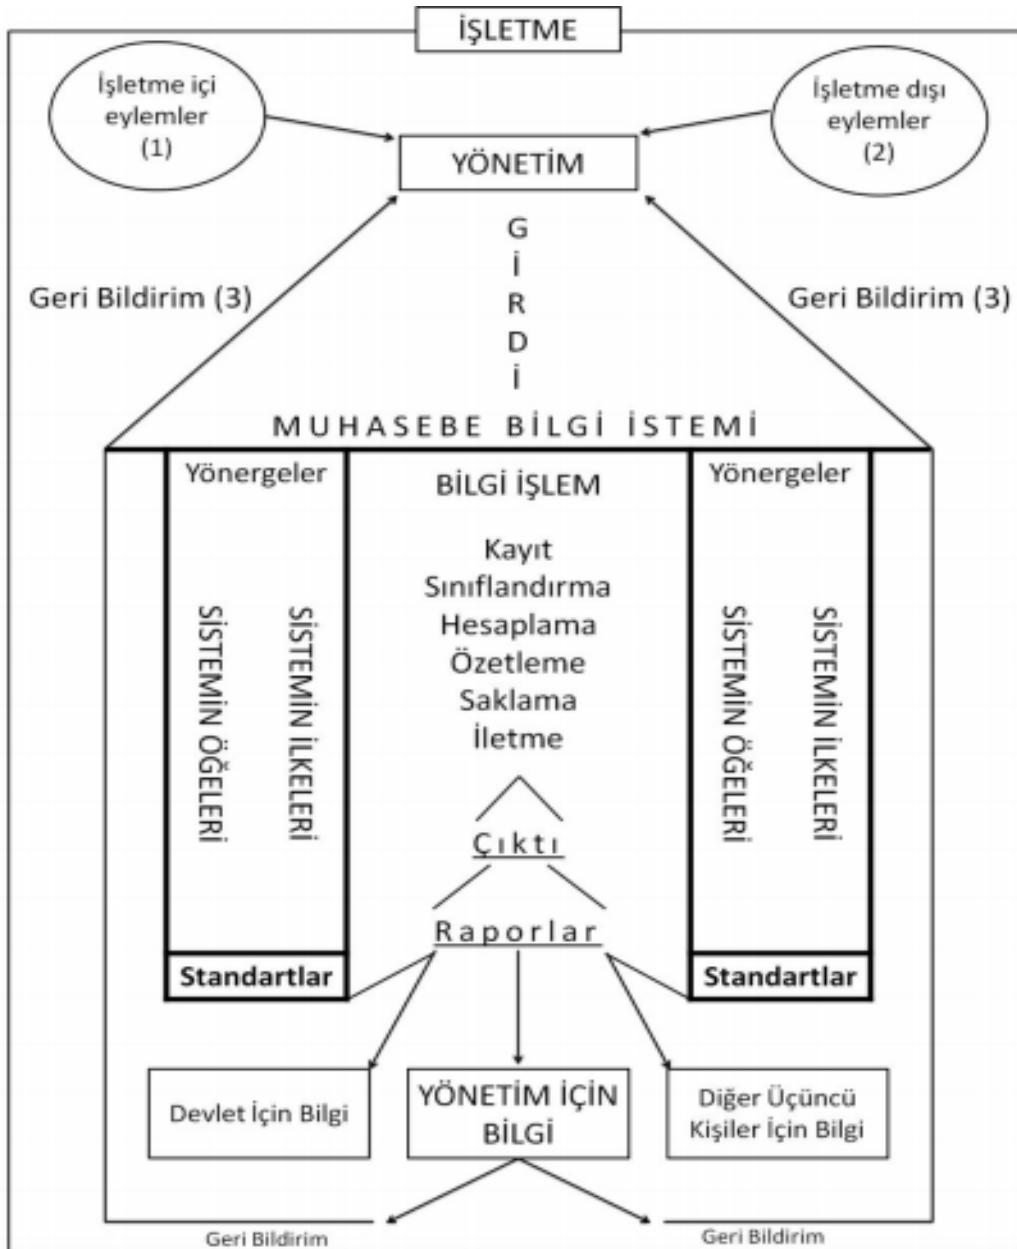 İŞLETME
İşletme içi
eylemler
(1)
İşletme dışı
eylemler
(2)
YÖNETİM
GİRDİ
Geri Bildirim (3)
Geri Bildirim (3)
MUHASEBE BİLGİ İSTEMİ
Yönergeler
SİSTEMİN ÖĞELERİ
SİSTEMİN İLKELERİ
Standartlar
BİLGİ İŞLEM
Kayıt
Sınıflandırma
Hesaplama
Özetleme
Saklama
İletme
Çıktı
Raporlar
Yönergeler
SİSTEMİN ÖĞELERİ
SİSTEMİN İLKELERİ
Standartlar
Devlet İçin Bilgi
YÖNETİM İÇİN
BİLGİ
Diğer Üçüncü
Kişiler İçin Bilgi
Geri Bildirim
Geri Bildirim